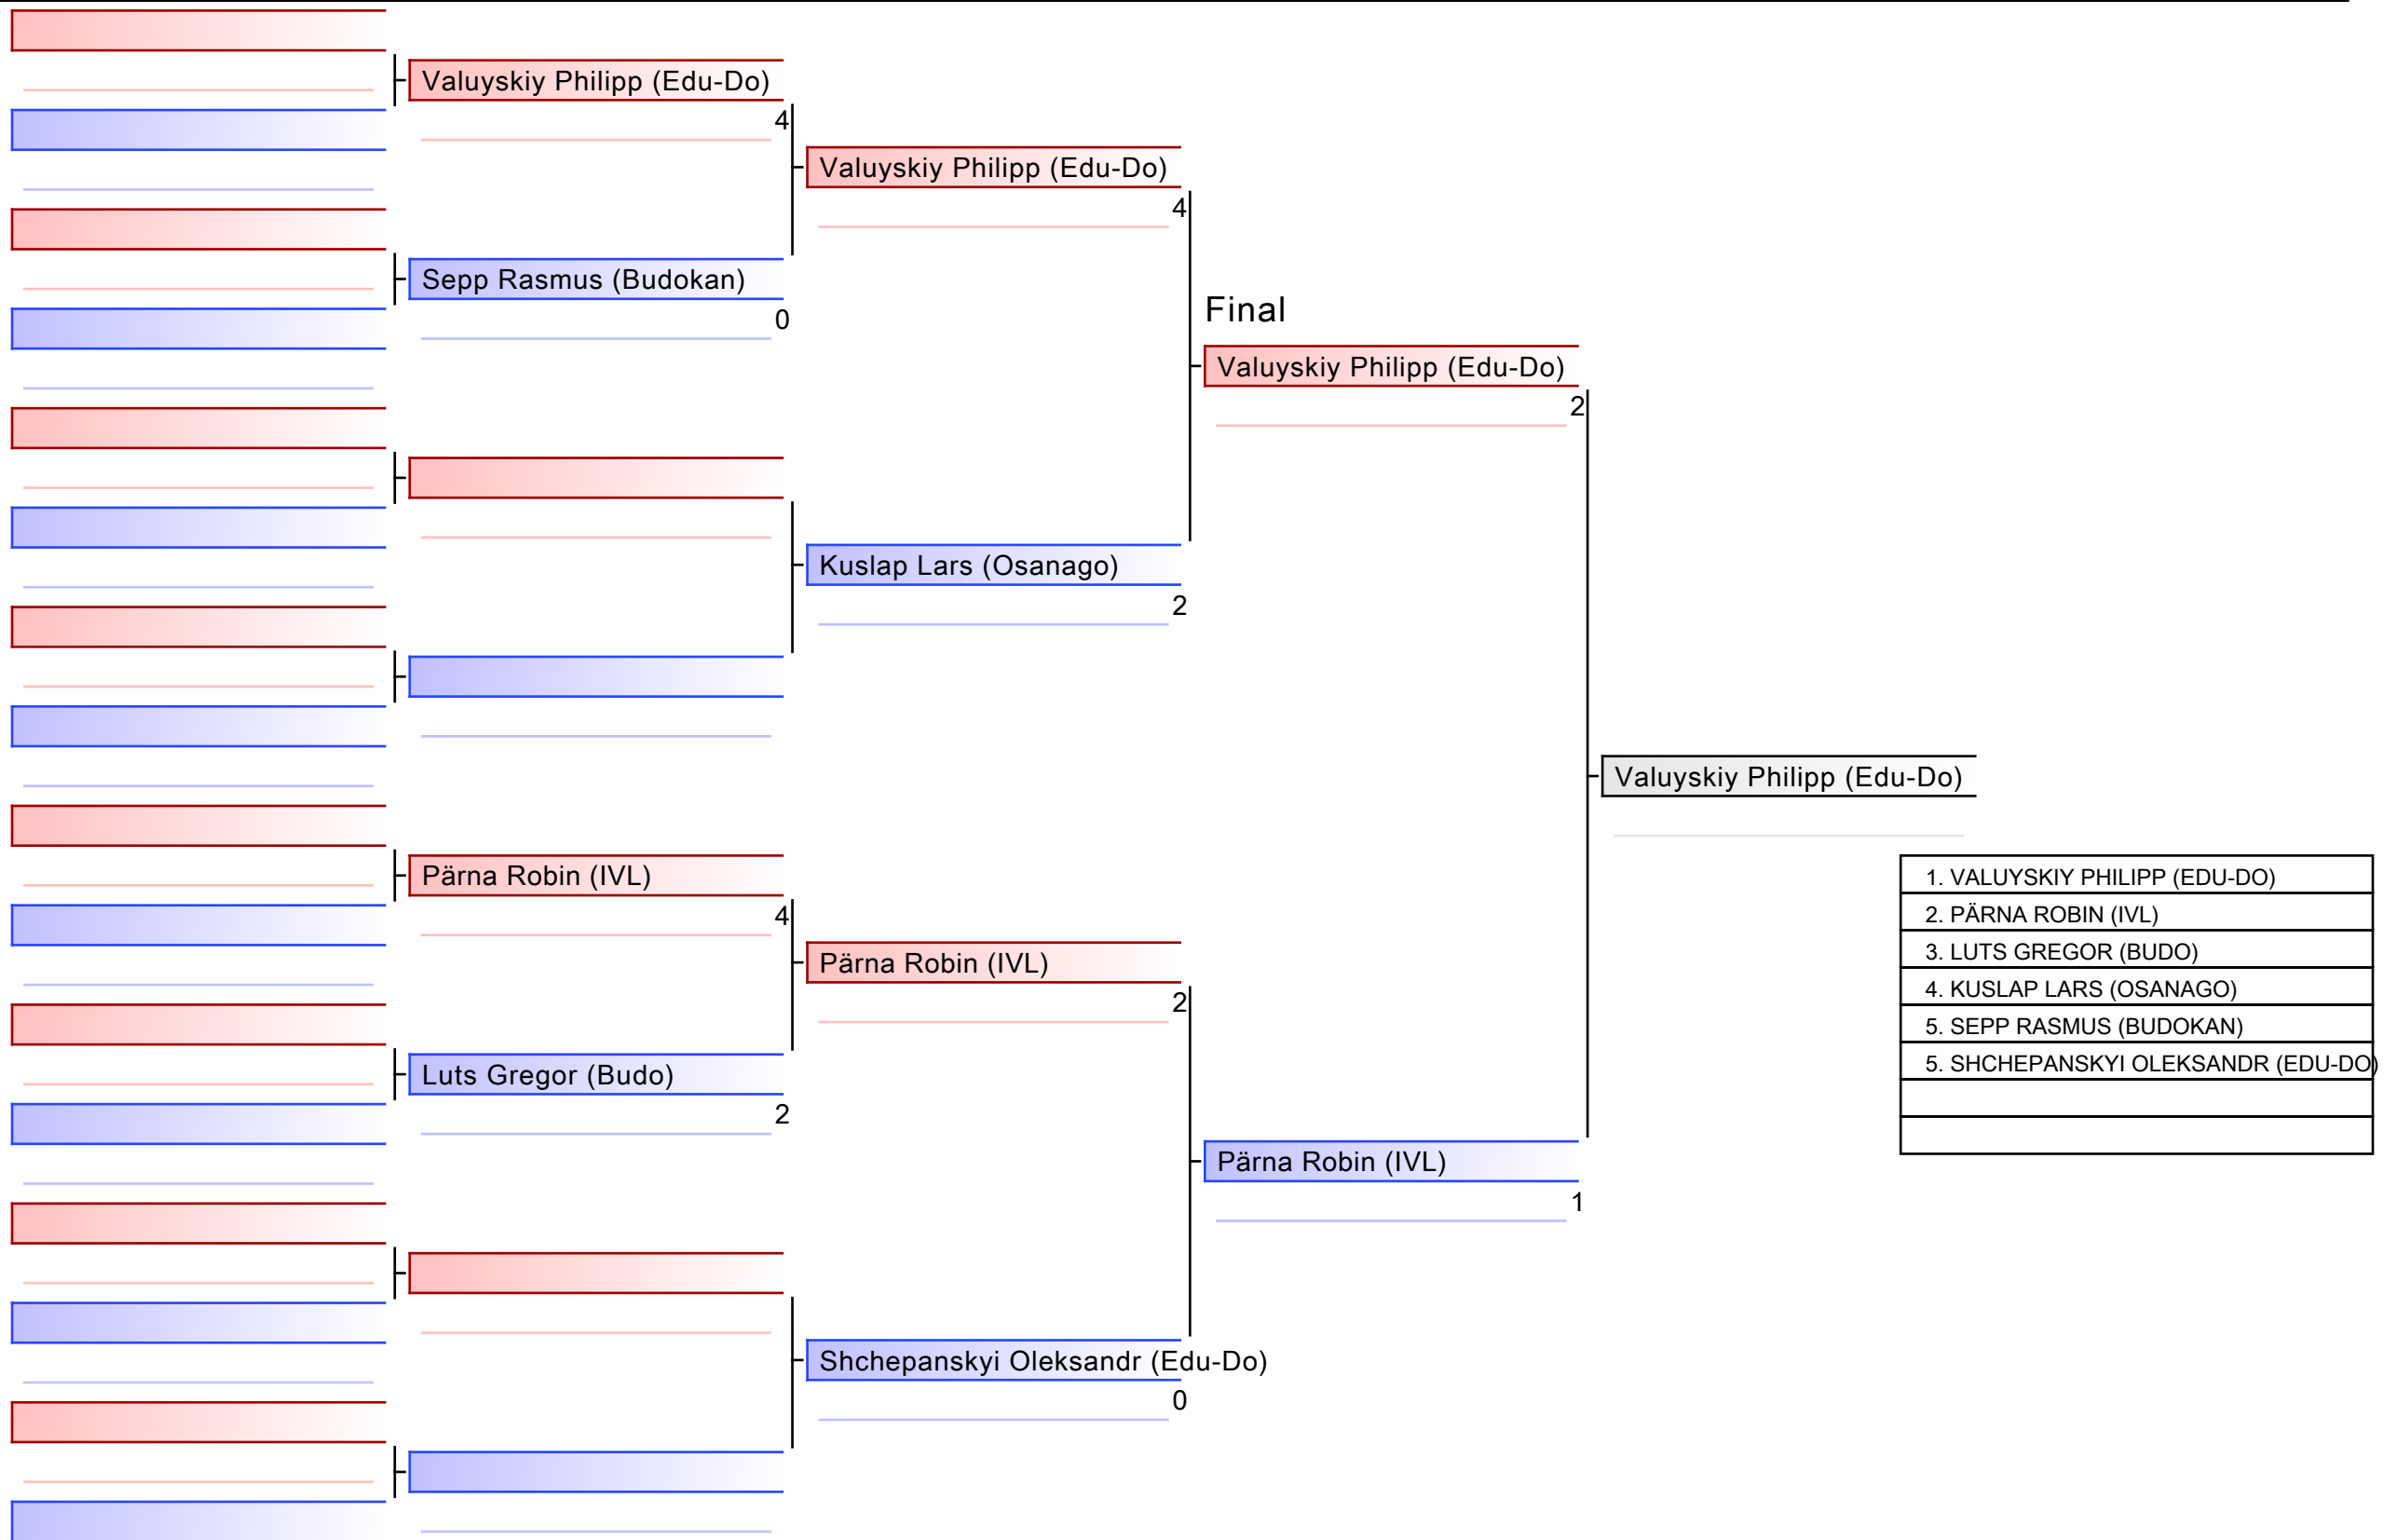 Valuyskiy Philipp (Edu-Do)
4
Sepp Rasmus (Budokan)
0
Pärna Robin (IVL)
4
Luts Gregor (Budo)
2
Valuyskiy Philipp (Edu-Do)
4
Kuslap Lars (Osanago)
2
Pärna Robin (IVL)
2
Shchepanskyi Oleksandr (Edu-Do)
0
Final
Valuyskiy Philipp (Edu-Do)
2
Pärna Robin (IVL)
1
Valuyskiy Philipp (Edu-Do)
1. VALUYSKIY PHILIPP (EDU-DO)
2. PÄRNA ROBIN (IVL)
3. LUTS GREGOR (BUDO)
4. KUSLAP LARS (OSANAGO)
5. SEPP RASMUS (BUDOKAN)
5. SHCHEPANSKYI OLEKSANDR (EDU-DO)